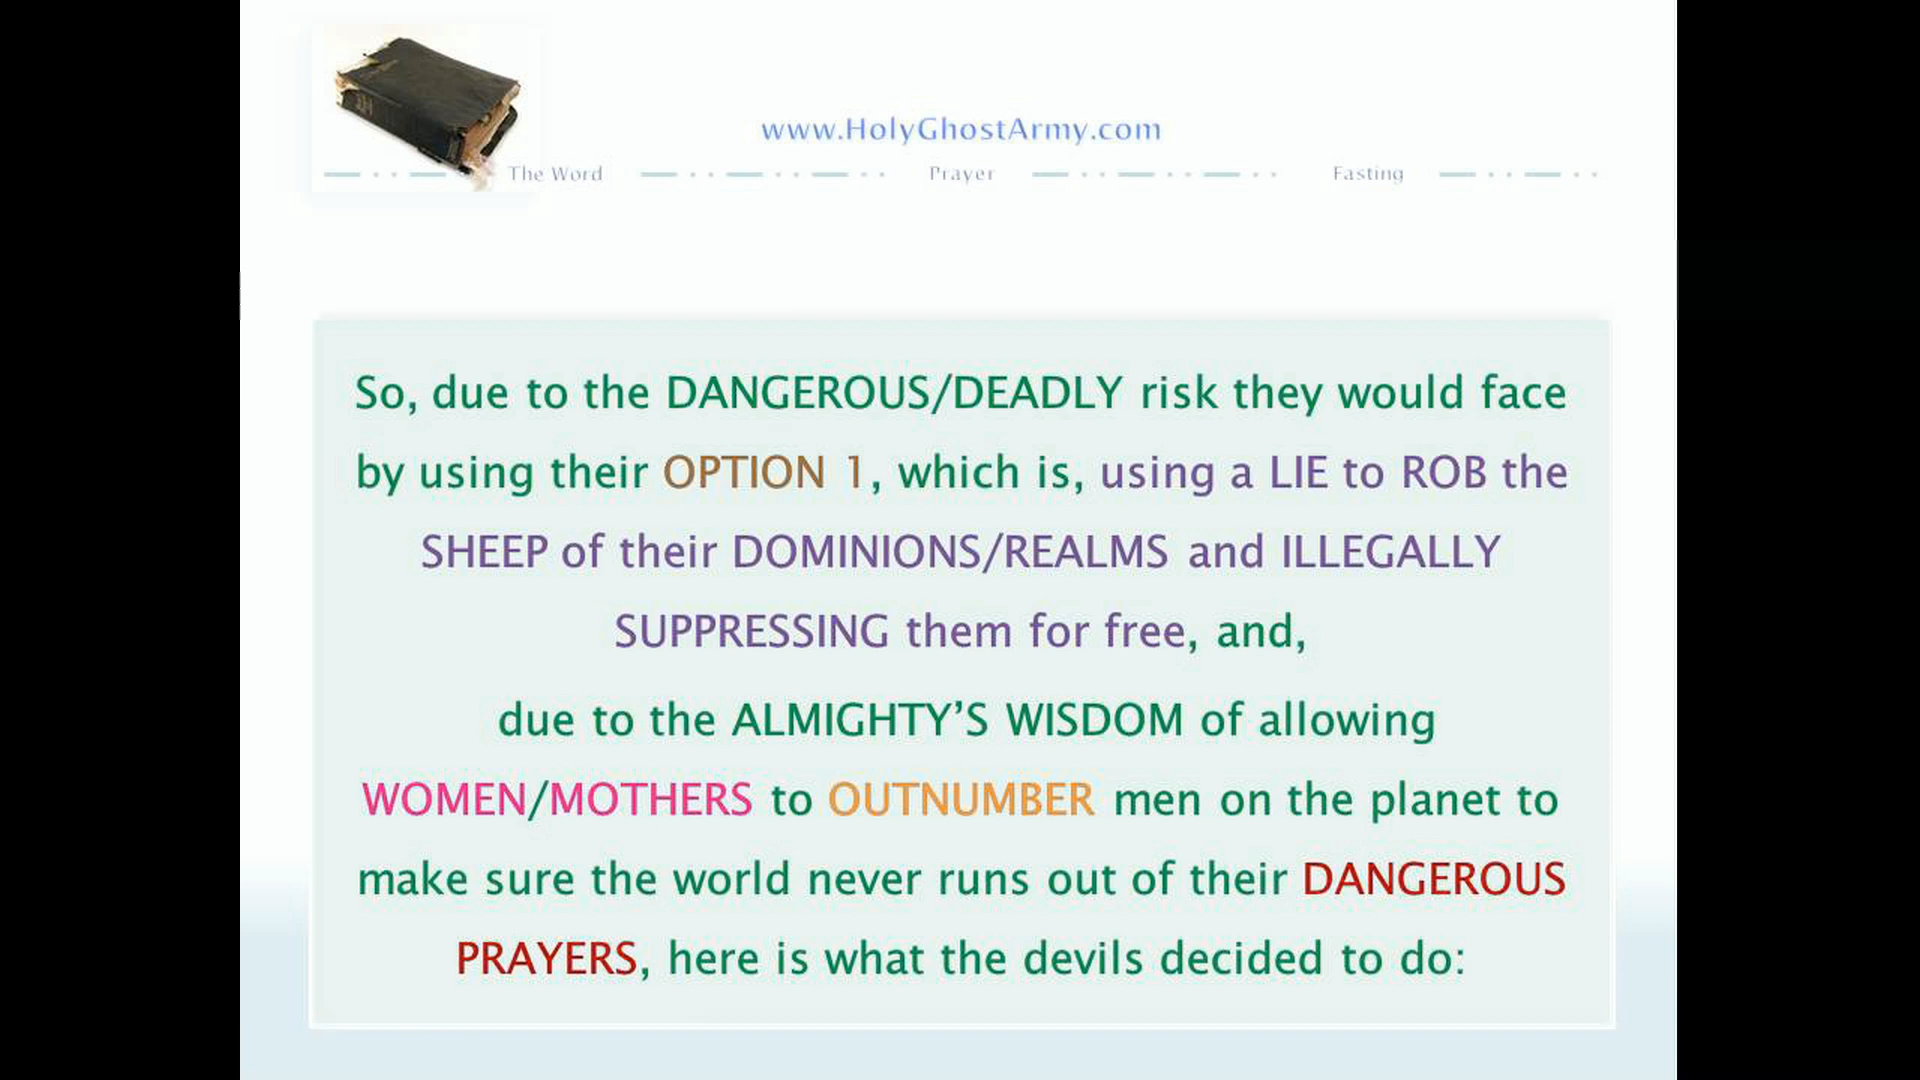 www.HolyGhostArmy.com
The Word Prayer Fasting
So, due to the DANGEROUS/DEADLY risk they would face
by using their OPTION 1, which is, using a LIE to ROB the
SHEEP of their DOMINIONS/REALMS and ILLEGALLY
SUPPRESSING them for free, and,
due to the ALMIGHTY’S WISDOM of allowing
WOMEN/MOTHERS to OUTNUMBER men on the planet to
make sure the world never runs out of their DANGEROUS
PRAYERS, here is what the devils decided to do: